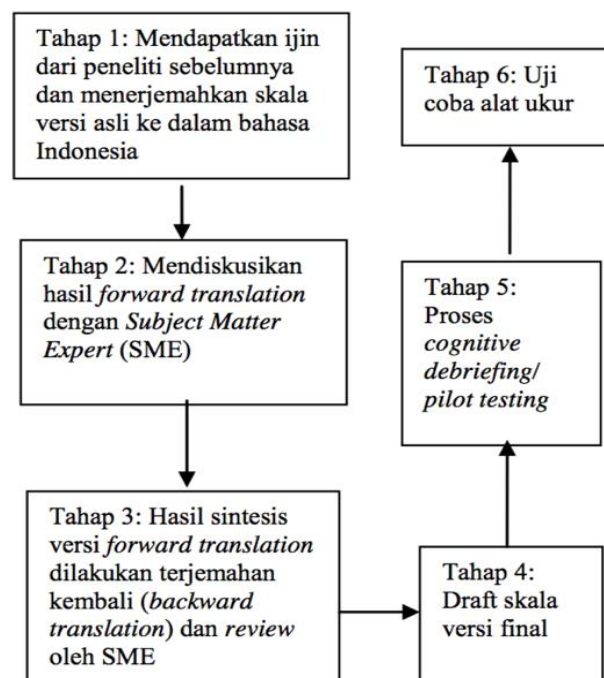 Tahap 1: Mendapatkan ijin
dari peneliti sebelumnya
dan menerjemahkan skala
versi asli ke dalam bahasa
Indonesia
Tahap 2: Mendiskusikan
hasil forward translation
dengan Subject Matter
Expert (SME)
Tahap 3: Hasil sintesis
versi forward translation
dilakukan terjemahan
kembali (backward
translation) dan review
oleh SME
Tahap 4:
Draft skala
versi final
Tahap 5:
Proses
cognitive
debriefing/
pilot testing
Tahap 6: Uji
coba alat ukur